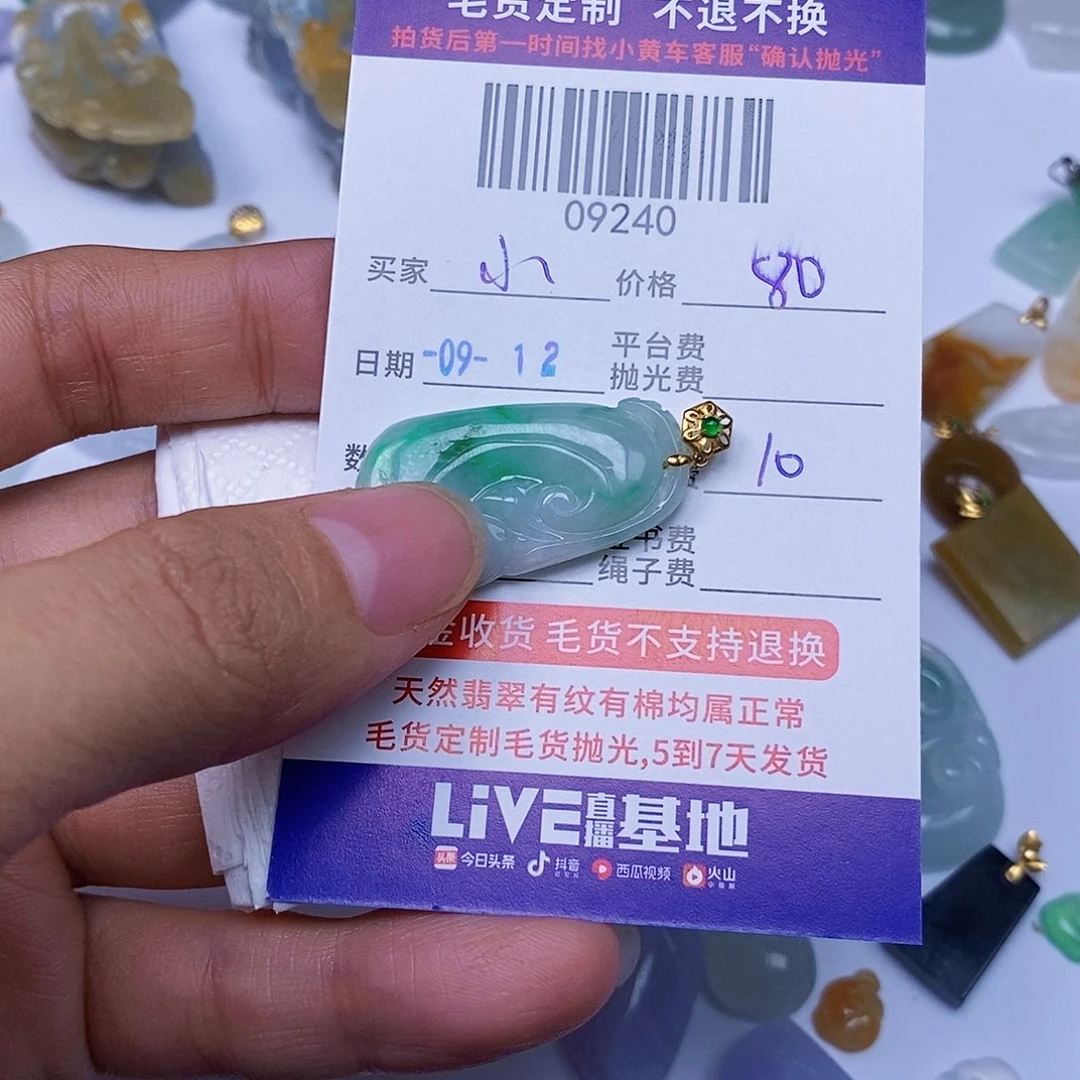 毛货定制 不退不换
拍货后第一时间找小黄车客服“确认抛光”
09240
买家 小 价格 80
日期 -09- 12 平台费
抛光费
数 10
书费
绳子费
签收货 毛货不支持退换
天然翡翠有纹有棉均属正常
毛货定制毛货抛光,5到7天发货
LiVE直播基地
头条 今日头条 抖音 西瓜视频 火山